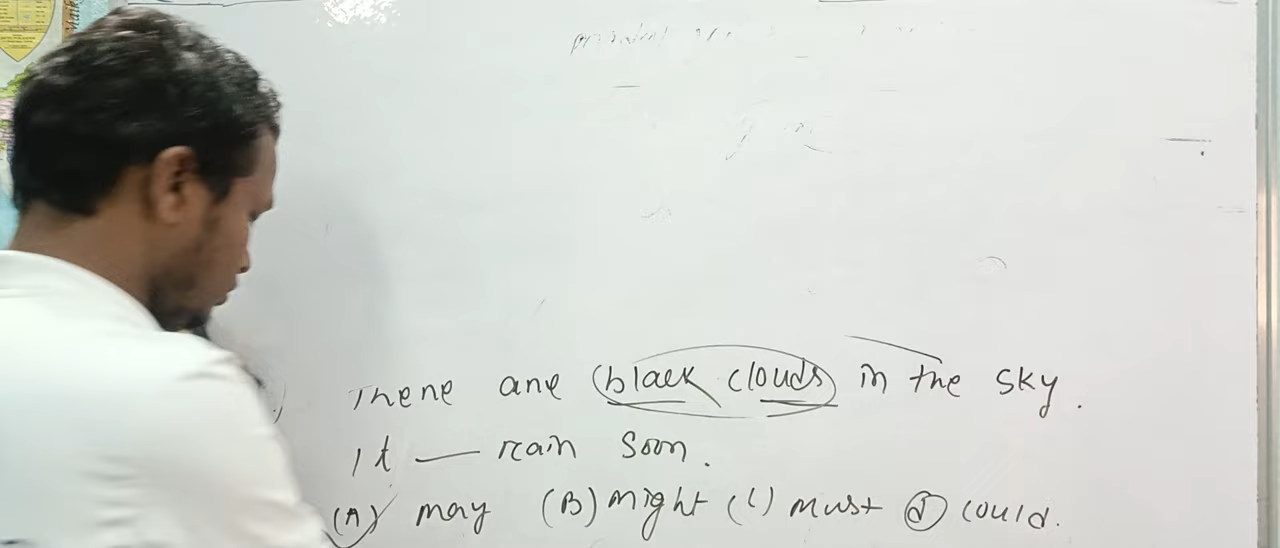 There are black clouds in the sky.
It — rain soon.
(A) may (B) might (C) must (d) could.